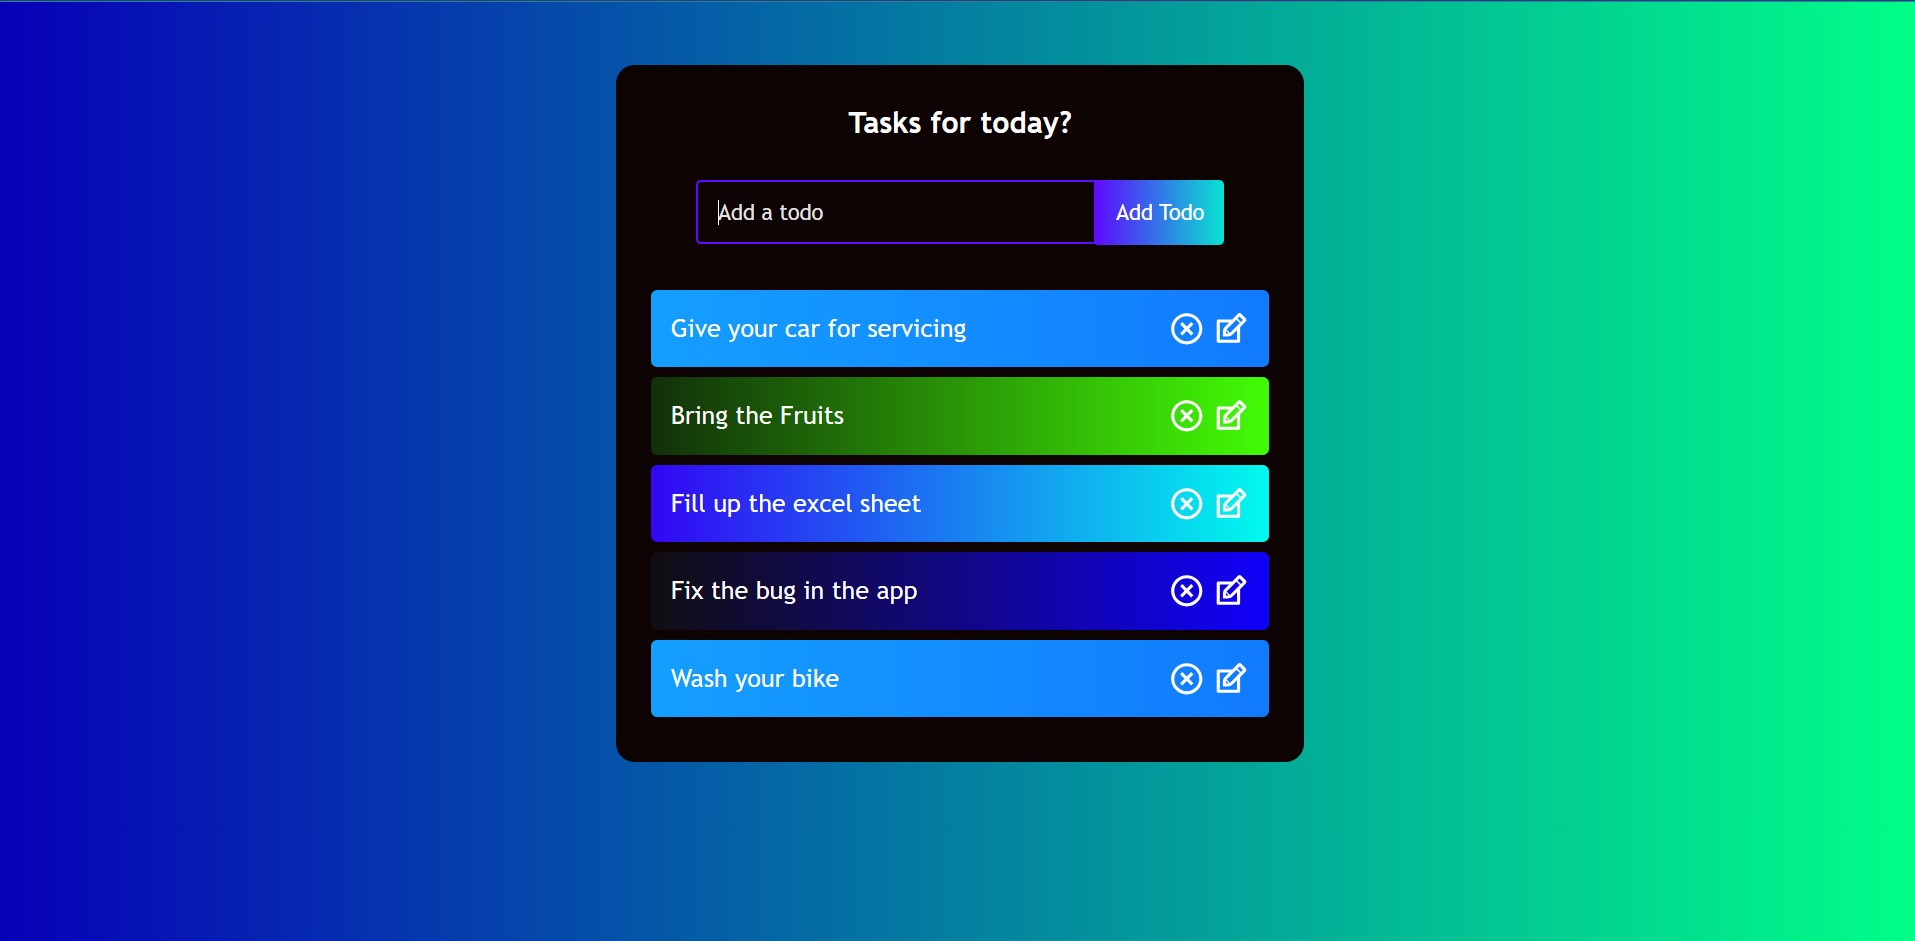 Tasks for today?
Add a todo
Add Todo
Give your car for servicing
Bring the Fruits
Fill up the excel sheet
Fix the bug in the app
Wash your bike